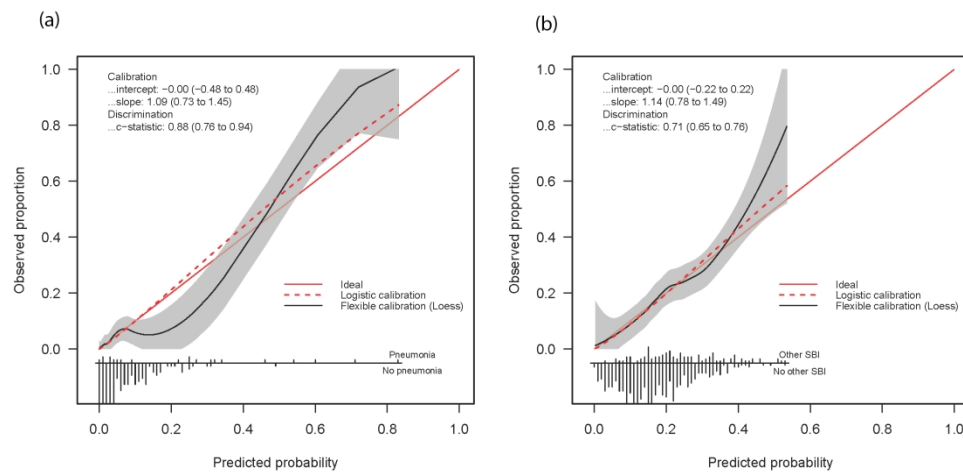 (a)
Calibration
...intercept: −0.00 (−0.48 to 0.48)
...slope: 1.09 (0.73 to 1.45)
Discrimination
...c-statistic: 0.88 (0.76 to 0.94)
Observed proportion
1.0
0.8
0.6
0.4
0.2
0.0
Ideal
Logistic calibration
Flexible calibration (Loess)
Pneumonia
No pneumonia
0.0 0.2 0.4 0.6 0.8 1.0
Predicted probability
(b)
Calibration
...intercept: −0.00 (−0.22 to 0.22)
...slope: 1.14 (0.78 to 1.49)
Discrimination
...c-statistic: 0.71 (0.65 to 0.76)
Observed proportion
1.0
0.8
0.6
0.4
0.2
0.0
Ideal
Logistic calibration
Flexible calibration (Loess)
Other SBI
No other SBI
0.0 0.2 0.4 0.6 0.8 1.0
Predicted probability